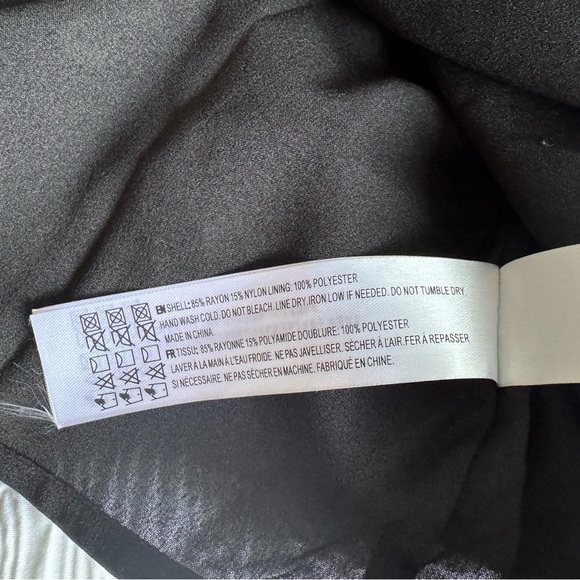 EN SHELL: 85% RAYON 15% NYLON LINING: 100% POLYESTER
HAND WASH COLD. DO NOT BLEACH. LINE DRY. IRON LOW IF NEEDED. DO NOT TUMBLE DRY.
MADE IN CHINA.
FR TISSU: 85% RAYONNE 15% POLYAMIDE DOUBLURE: 100% POLYESTER
LAVER À LA MAIN À L'EAU FROIDE. NE PAS JAVELLISER. SÉCHER À L'AIR. FER À REPASSER
SI NÉCESSAIRE. NE PAS SÉCHER EN MACHINE. FABRIQUÉ EN CHINE.